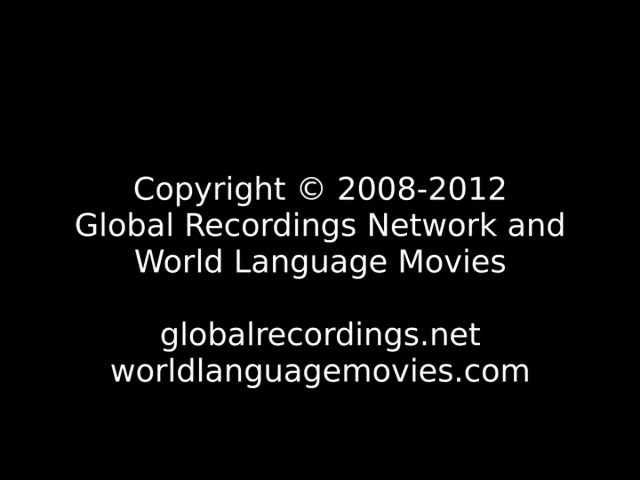 Copyright © 2008-2012
Global Recordings Network and
World Language Movies
globalrecordings.net
worldlanguagemovies.com